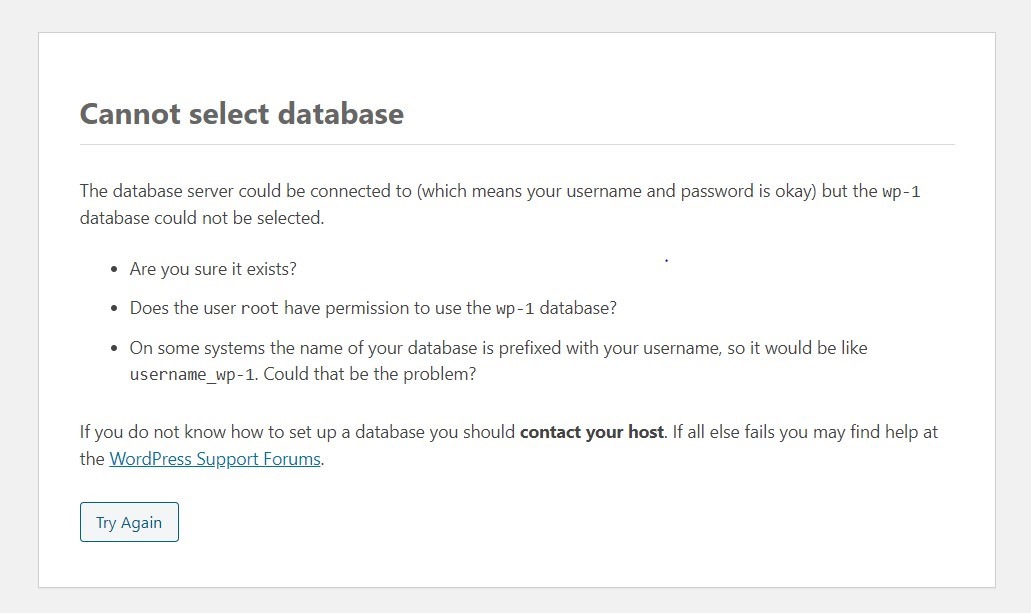 Cannot select database
The database server could be connected to (which means your username and password is okay) but the wp-1
database could not be selected.
• Are you sure it exists?
• Does the user root have permission to use the wp-1 database?
• On some systems the name of your database is prefixed with your username, so it would be like
username_wp-1. Could that be the problem?
If you do not know how to set up a database you should contact your host. If all else fails you may find help at
the WordPress Support Forums.
Try Again